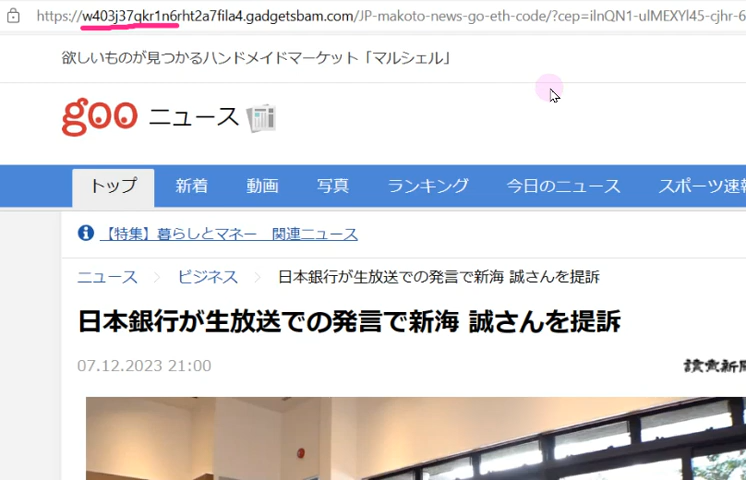 https://w403j37qkr1n6rht2a7fila4.gadgetsbam.com/JP-makoto-news-go-eth-code/?cep=ilnQN1-ulMEXYl45-cjhr-6
欲しいものが見つかるハンドメイドマーケット「マルシェル」
goo ニュース
トップ 新着 動画 写真 ランキング 今日のニュース スポーツ速報
【特集】暮らしとマネー 関連ニュース
ニュース > ビジネス > 日本銀行が生放送での発言で新海 誠さんを提訴
日本銀行が生放送での発言で新海 誠さんを提訴
07.12.2023 21:00
讀賣新聞